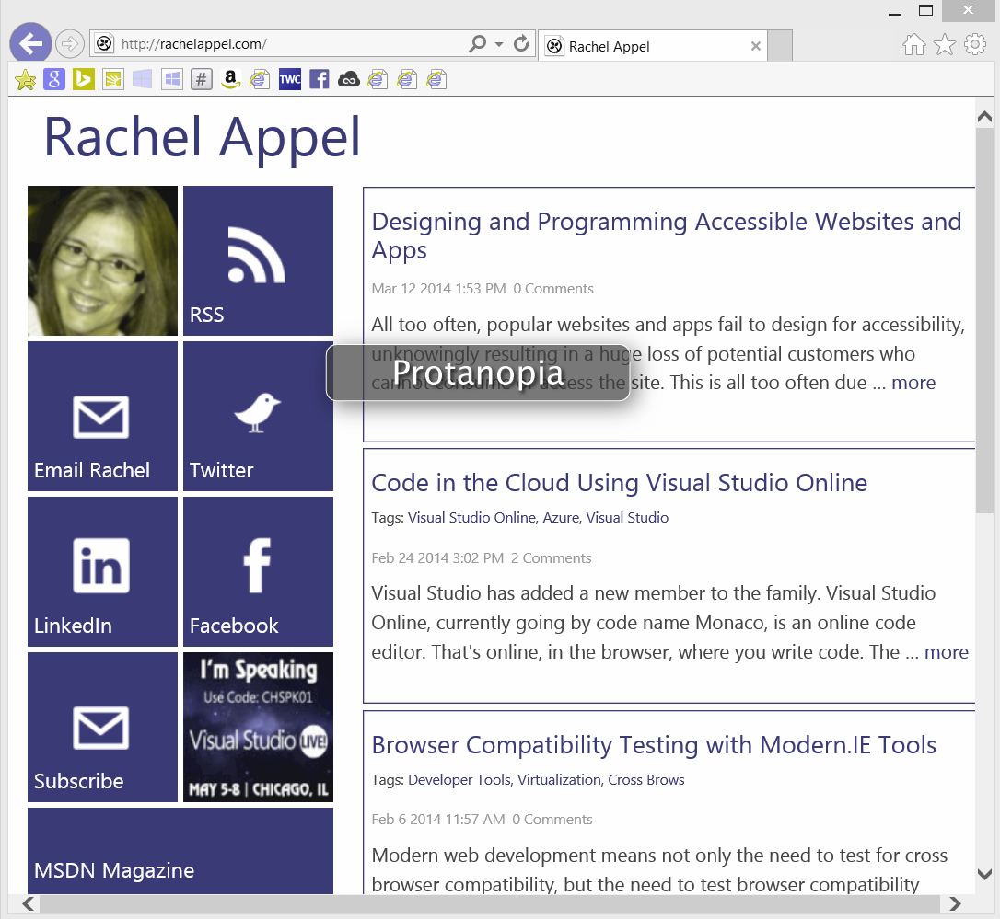 http://rachelappel.com/
Rachel Appel
g
b
#
a
TWC
f
Rachel Appel
RSS
Email Rachel
Twitter
in
LinkedIn
f
Facebook
Subscribe
I'm Speaking
Use Code: CHSPK01
Visual Studio LIVE!
MAY 5-8 | CHICAGO, IL
MSDN Magazine
Designing and Programming Accessible Websites and
Apps
Mar 12 2014 1:53 PM 0 Comments
All too often, popular websites and apps fail to design for accessibility,
unknowingly resulting in a huge loss of potential customers who
cannot consume or access the site. This is all too often due ... more
Protanopia
Code in the Cloud Using Visual Studio Online
Tags: Visual Studio Online, Azure, Visual Studio
Feb 24 2014 3:02 PM 2 Comments
Visual Studio has added a new member to the family. Visual Studio
Online, currently going by code name Monaco, is an online code
editor. That's online, in the browser, where you write code. The ... more
Browser Compatibility Testing with Modern.IE Tools
Tags: Developer Tools, Virtualization, Cross Brows
Feb 6 2014 11:57 AM 0 Comments
Modern web development means not only the need to test for cross
browser compatibility, but the need to test browser compatibility